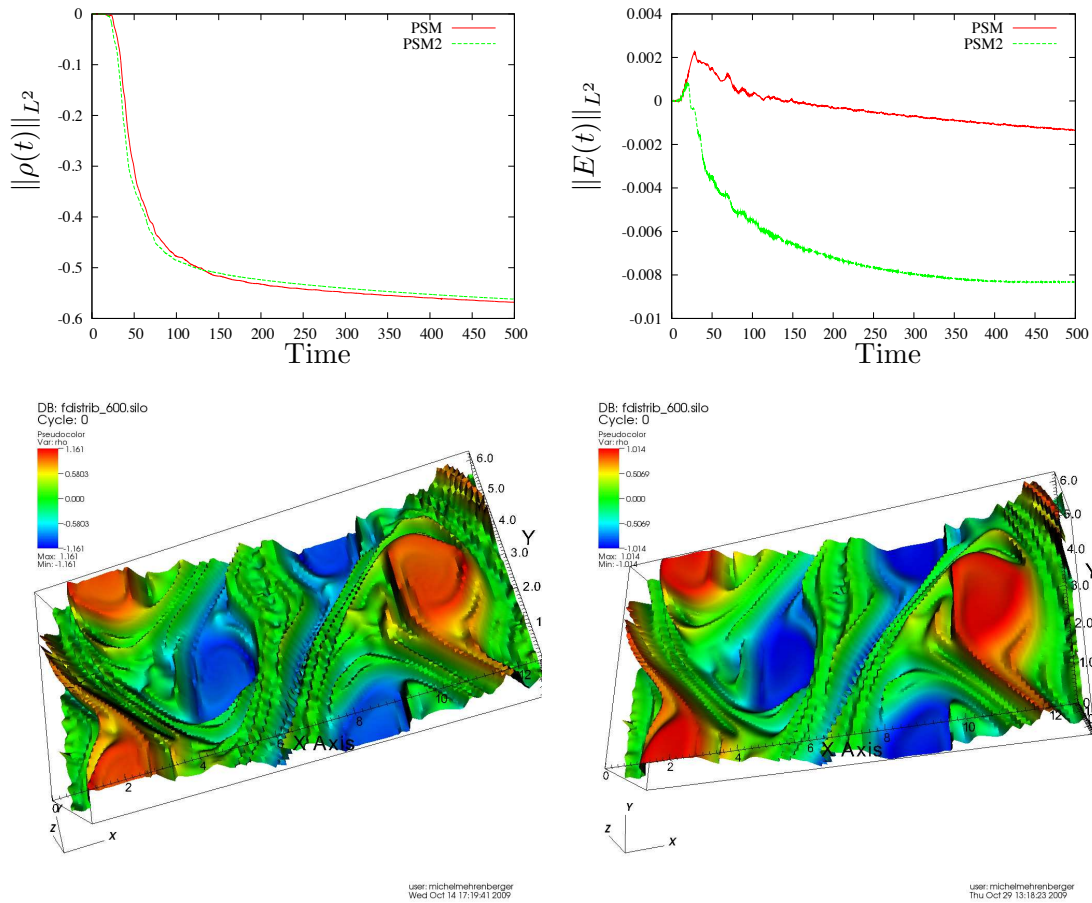 0
-0.1
-0.2
-0.3
-0.4
-0.5
-0.6
0 50 100 150 200 250 300 350 400 450 500
Time
||ρ(t)||L²
PSM
PSM2
0.004
0.002
0
-0.002
-0.004
-0.006
-0.008
-0.01
0 50 100 150 200 250 300 350 400 450 500
Time
||E(t)||L²
PSM
PSM2
DB: fdistrib_600.silo
Cycle: 0
Pseudocolor
Var: rho
1.161
0.5803
0.000
-0.5803
-1.161
Max: 1.161
Min: -1.161
6.0
5.0
4.0
Y
3.0
2.0
1
0
2
4
6
8
10
12
X Axis
Y
Z
X
user: michelmehrenberger
Wed Oct 14 17:19:41 2009
DB: fdistrib_600.silo
Cycle: 0
Pseudocolor
Var: rho
1.014
0.5069
0.000
-0.5069
-1.014
Max: 1.014
Min: -1.014
6.0
5.0
4.0
Y
3.0
2.0
1.0
0
2
4
6
8
10
12
X Axis
Y
Z
X
user: michelmehrenberger
Thu Oct 29 13:18:23 2009